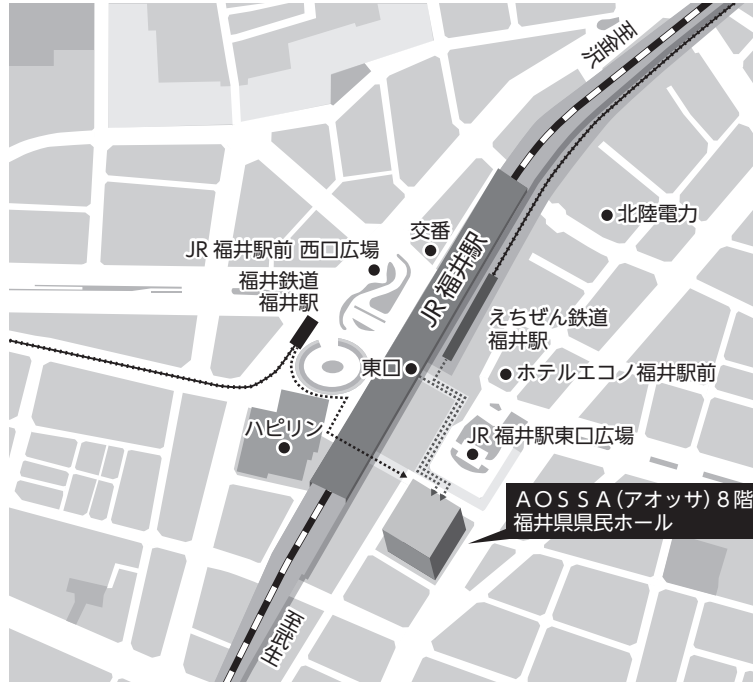 至金沢
北陸電力
交番
JR 福井駅前 西口広場
福井鉄道
福井駅
JR 福井駅
えちぜん鉄道
福井駅
東口
ホテルエコノ福井駅前
ハピリン
JR 福井駅東口広場
AOSSA(アオッサ)8階
福井県県民ホール
至武生